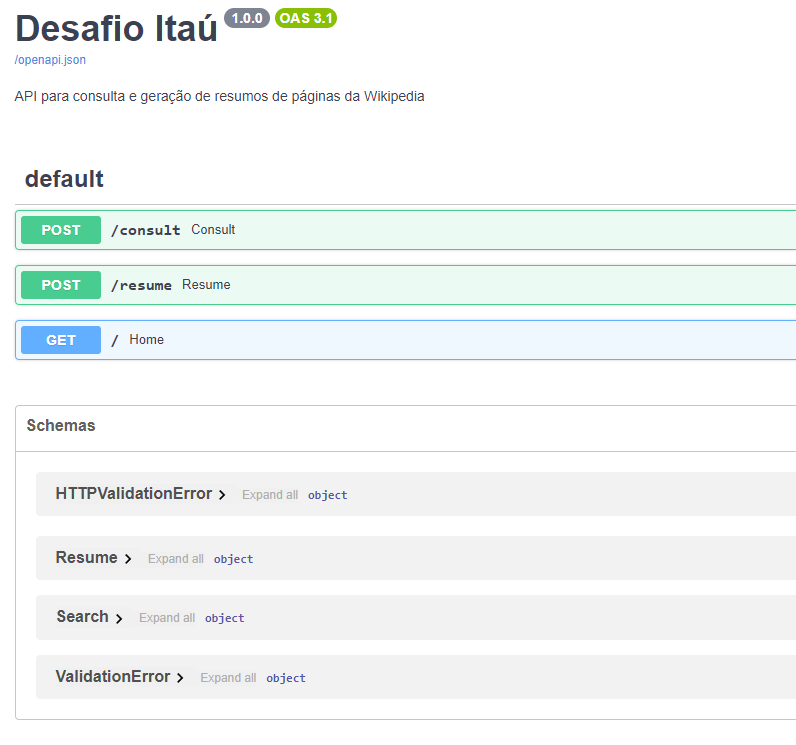 Desafio Itaú 1.0.0 OAS 3.1
/openapi.json
API para consulta e geração de resumos de páginas da Wikipedia
default
POST /consult Consult
POST /resume Resume
GET / Home
Schemas
HTTPValidationError Expand all object
Resume Expand all object
Search Expand all object
ValidationError Expand all object